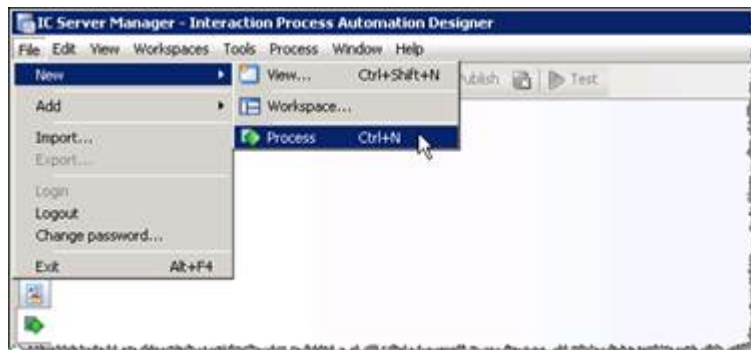 IC Server Manager - Interaction Process Automation Designer
File Edit View Workspaces Tools Process Window Help
New
View... Ctrl+Shift+N
Publish
Test
Add
Workspace...
Import...
Process Ctrl+N
Export...
Login
Logout
Change password...
Exit Alt+F4